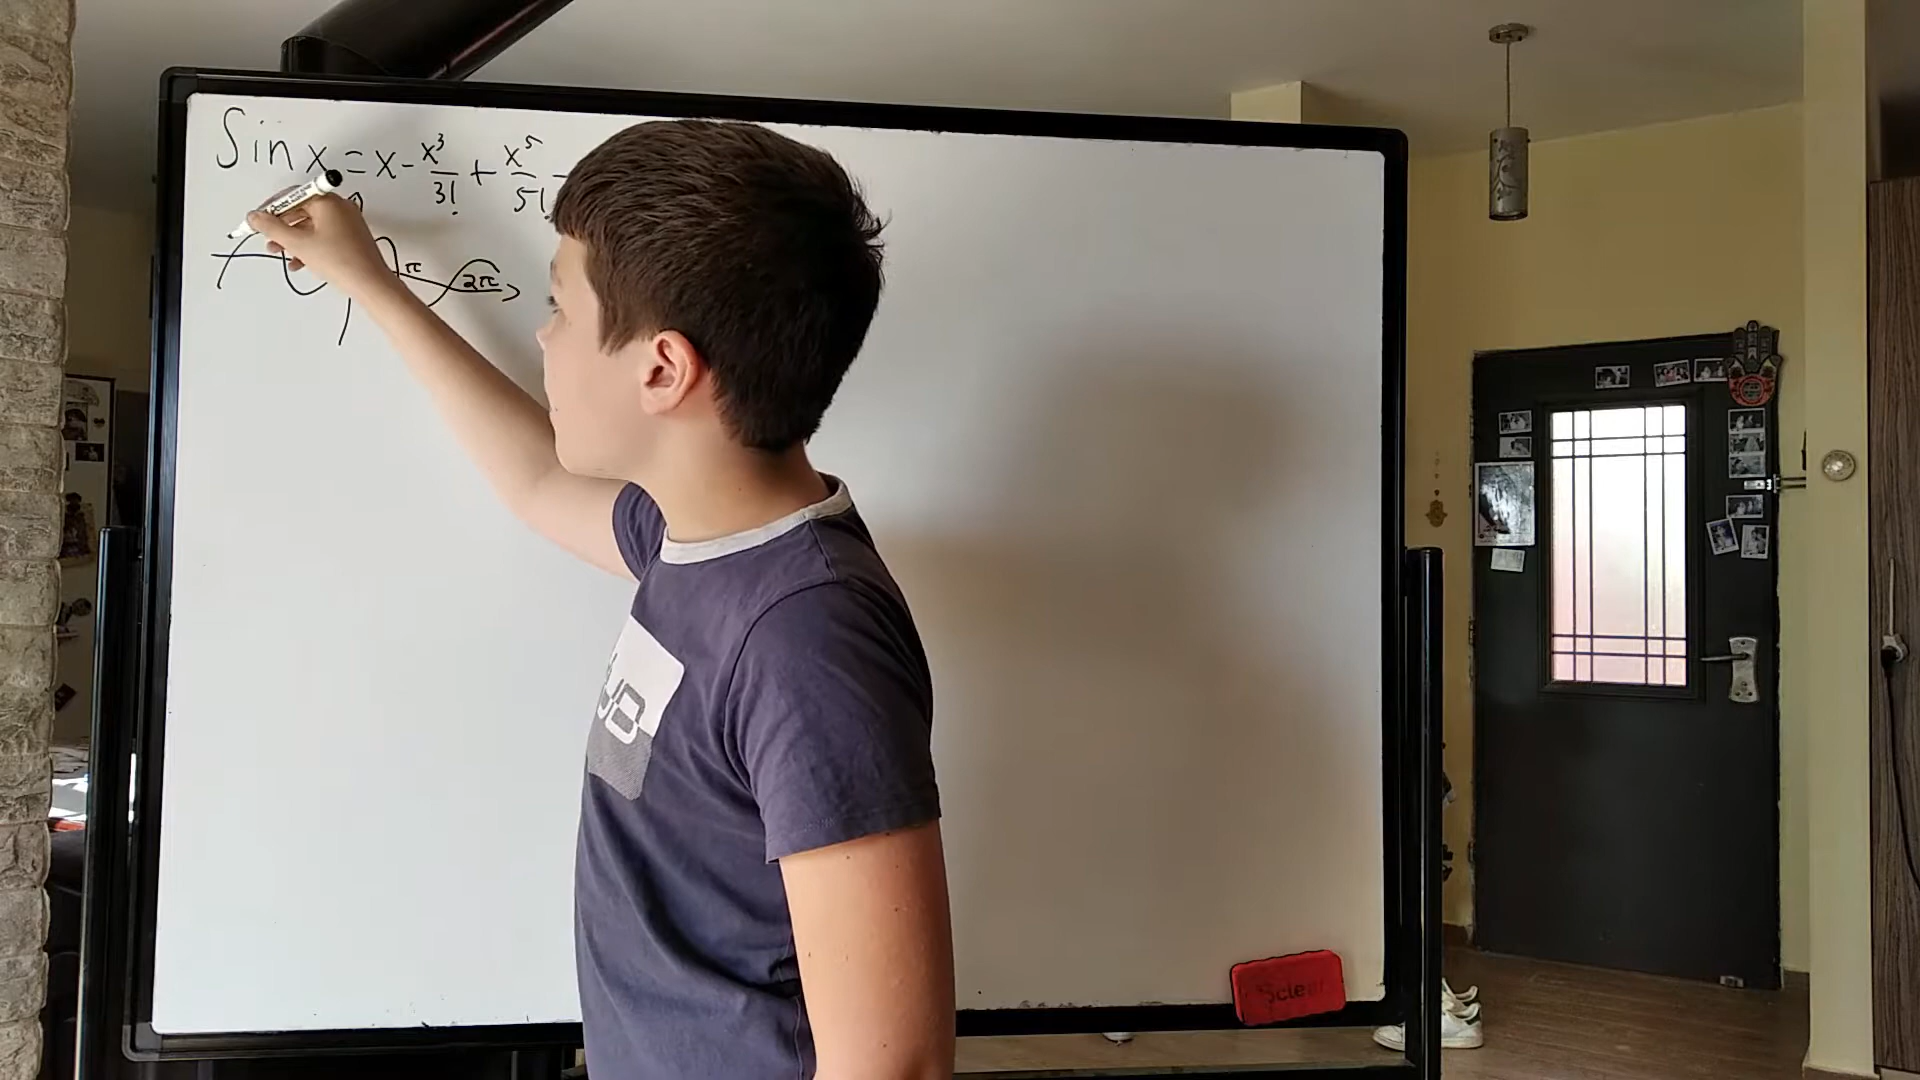 Sin x = x - x³/3! + x⁵/5! -
π 2π